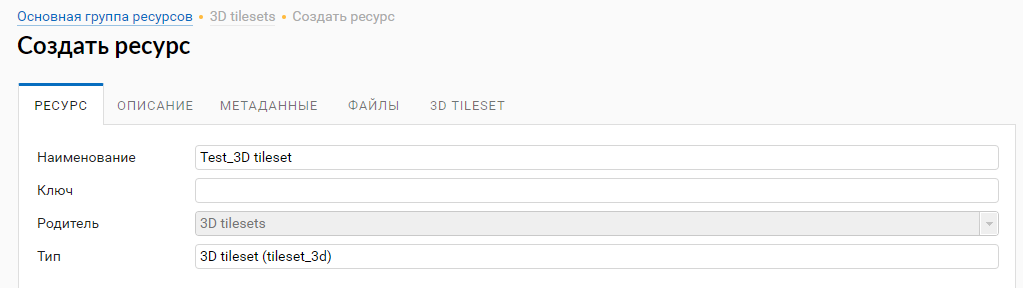 Основная группа ресурсов • 3D tilesets • Создать ресурс
Создать ресурс
РЕСУРС ОПИСАНИЕ МЕТАДАННЫЕ ФАЙЛЫ 3D TILESET
Наименование Test_3D tileset
Ключ
Родитель 3D tilesets
Тип 3D tileset (tileset_3d)